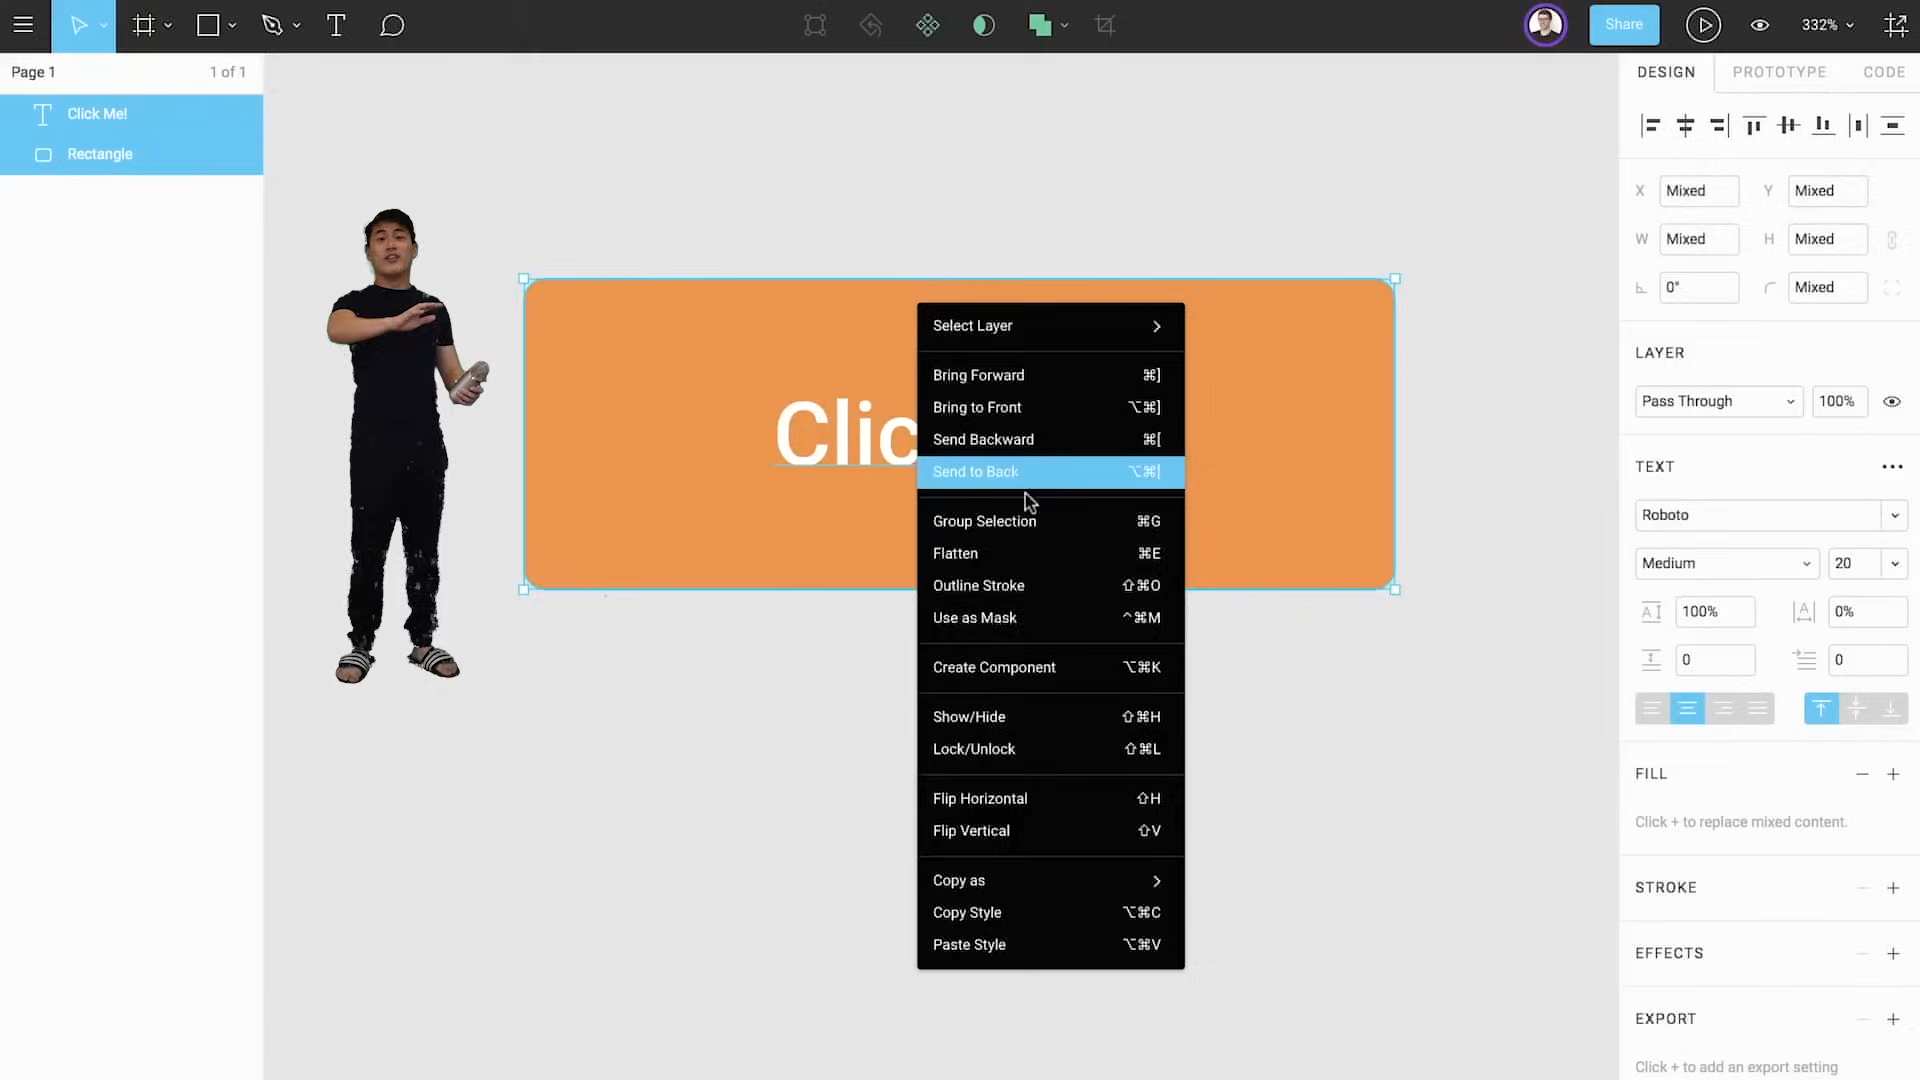 Share
332%
Page 1
1 of 1
Click Me!
Rectangle
Clic
Select Layer
Bring Forward ⌘]
Bring to Front ⌥⌘]
Send Backward ⌘[
Send to Back ⌥⌘[
Group Selection ⌘G
Flatten ⌘E
Outline Stroke ⇧⌘O
Use as Mask ^⌘M
Create Component ⌥⌘K
Show/Hide ⇧⌘H
Lock/Unlock ⇧⌘L
Flip Horizontal ⇧H
Flip Vertical ⇧V
Copy as
Copy Style ⌥⌘C
Paste Style ⌥⌘V
DESIGN PROTOTYPE CODE
X Mixed Y Mixed
W Mixed H Mixed
0° Mixed
LAYER
Pass Through 100%
TEXT
Roboto
Medium 20
100% 0%
0 0
FILL
Click + to replace mixed content.
STROKE
EFFECTS
EXPORT
Click + to add an export setting